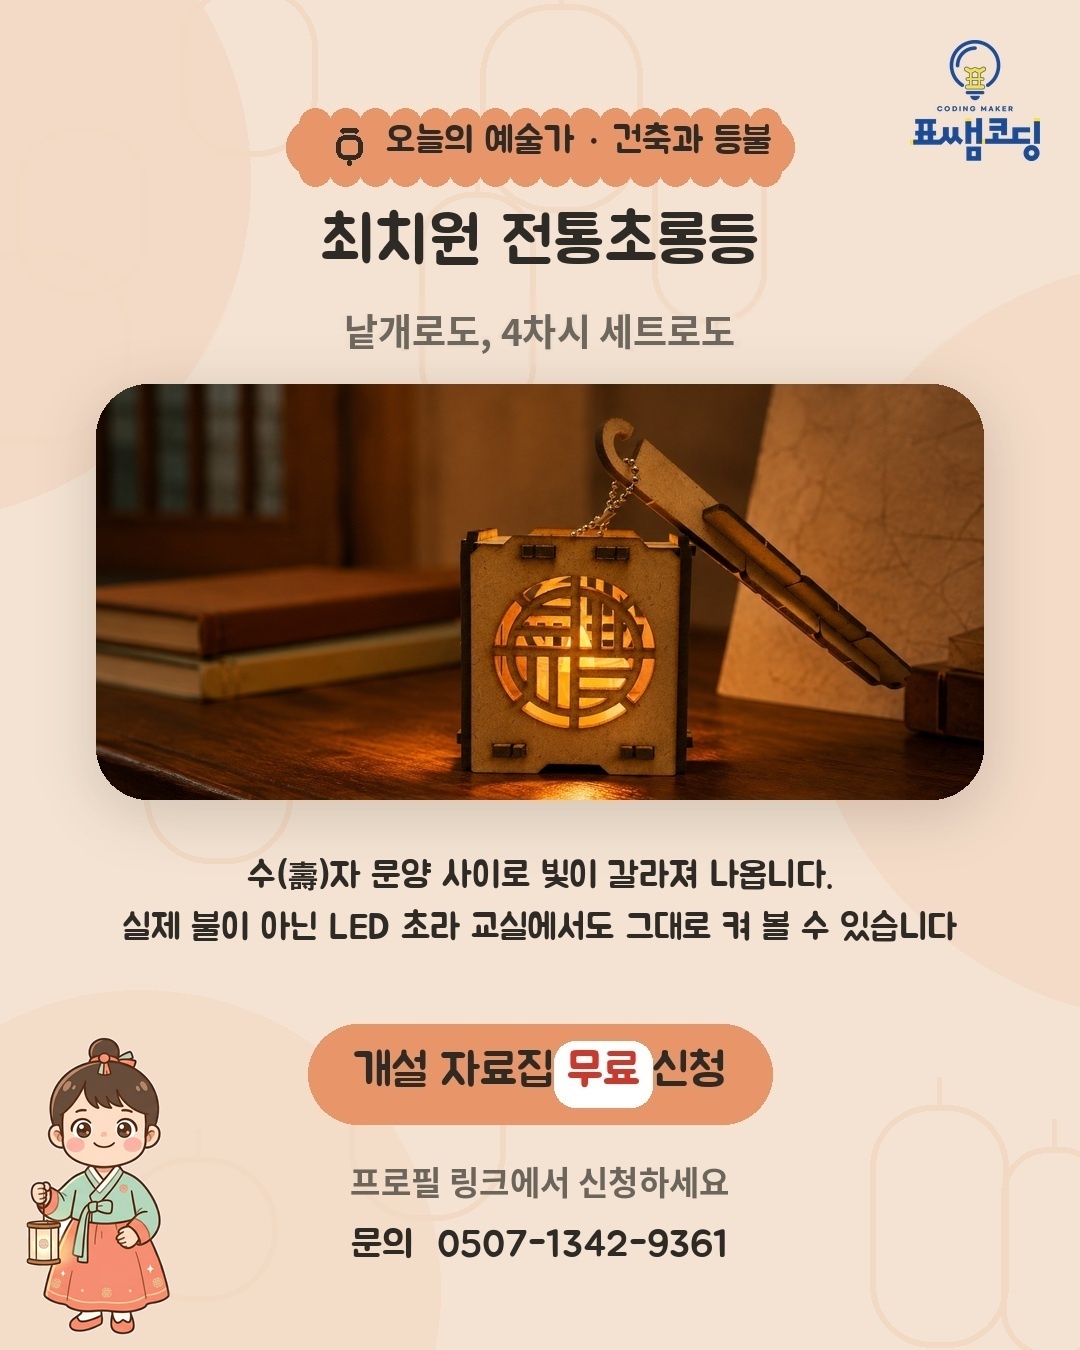 CODING MAKER
표쌤코딩
오늘의 예술가 · 건축과 등불
최치원 전통초롱등
낱개로도, 4차시 세트로도
수(壽)자 문양 사이로 빛이 갈라져 나옵니다.
실제 불이 아닌 LED 초라 교실에서도 그대로 켜 볼 수 있습니다
개설 자료집 무료 신청
프로필 링크에서 신청하세요
문의 0507-1342-9361